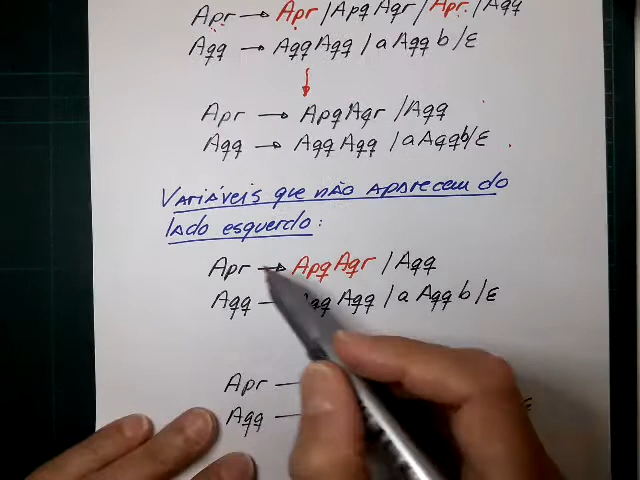 Apr → Apr / Apq Aqr / Apr / Aqq
Aqq → Aqq Aqq / a Aqq b / ε
Apr → Apq Aqr / Aqq
Aqq → Aqq Aqq / a Aqq b / ε
Variáveis que não aparecem do
lado esquerdo:
Apr → Apq Aqr / Aqq
Aqq → Aqq Aqq / a Aqq b / ε
Apr →
Aqq → ε